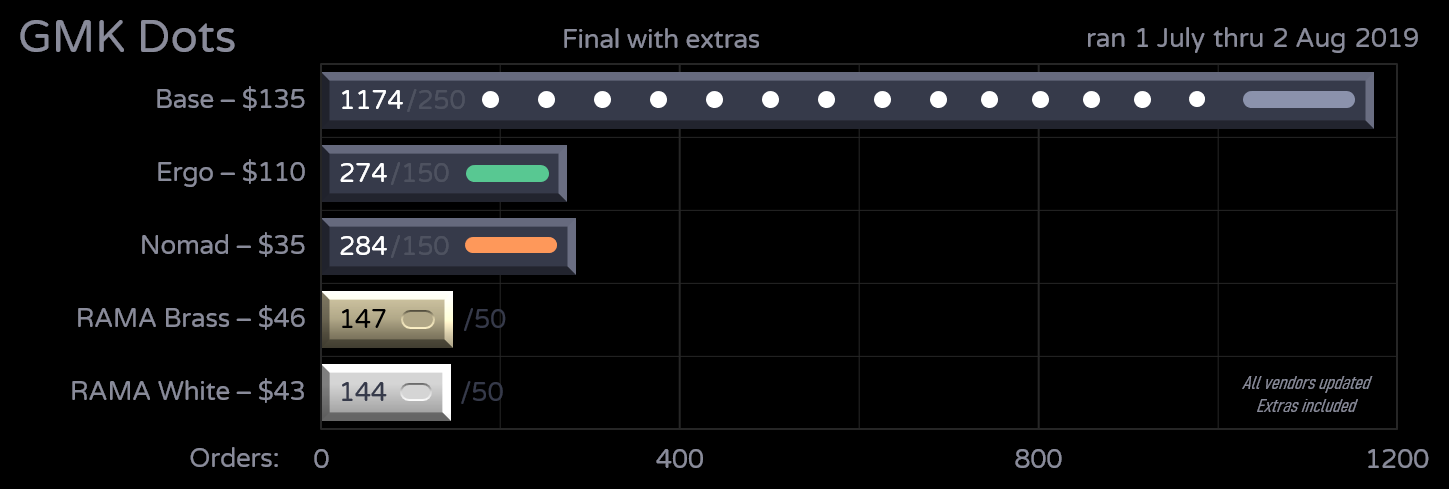 GMK Dots
Final with extras
ran 1 July thru 2 Aug 2019
Base – $135
1174/250
Ergo – $110
274/150
Nomad – $35
284/150
RAMA Brass – $46
147 /50
RAMA White – $43
144 /50
All vendors updated
Extras included
Orders: 0 400 800 1200